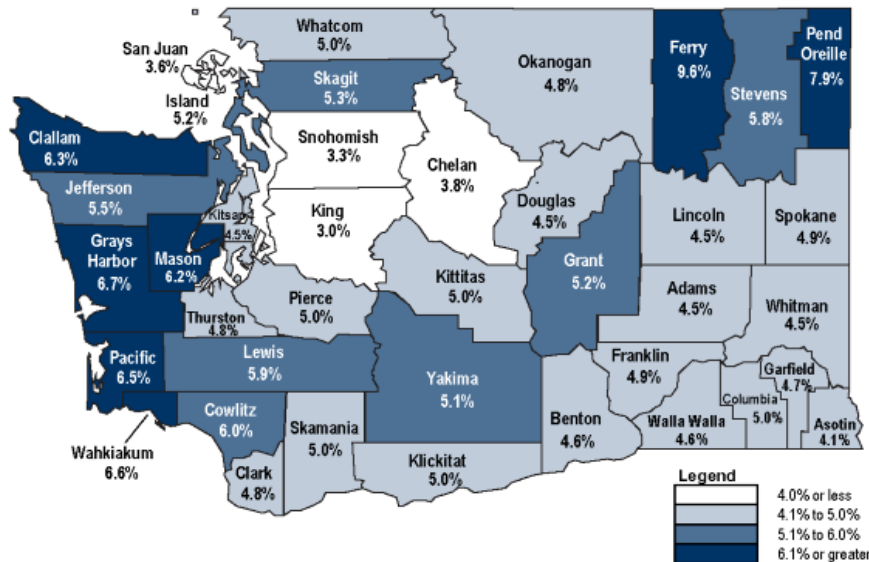 Whatcom
5.0%
San Juan
3.6%
Skagit
5.3%
Island
5.2%
Okanogan
4.8%
Ferry
9.6%
Stevens
5.8%
Pend
Oreille
7.9%
Clallam
6.3%
Snohomish
3.3%
Chelan
3.8%
Jefferson
5.5%
Kitsap
4.5%
King
3.0%
Douglas
4.5%
Lincoln
4.5%
Spokane
4.9%
Grays
Harbor
6.7%
Mason
6.2%
Grant
5.2%
Kittitas
5.0%
Pierce
5.0%
Adams
4.5%
Whitman
4.5%
Thurston
4.8%
Pacific
6.5%
Lewis
5.9%
Yakima
5.1%
Franklin
4.9%
Garfield
4.7%
Columbia
5.0%
Cowlitz
6.0%
Skamania
5.0%
Benton
4.6%
Walla Walla
4.6%
Asotin
4.1%
Wahkiakum
6.6%
Clark
4.8%
Klickitat
5.0%
Legend
4.0% or less
4.1% to 5.0%
5.1% to 6.0%
6.1% or greater